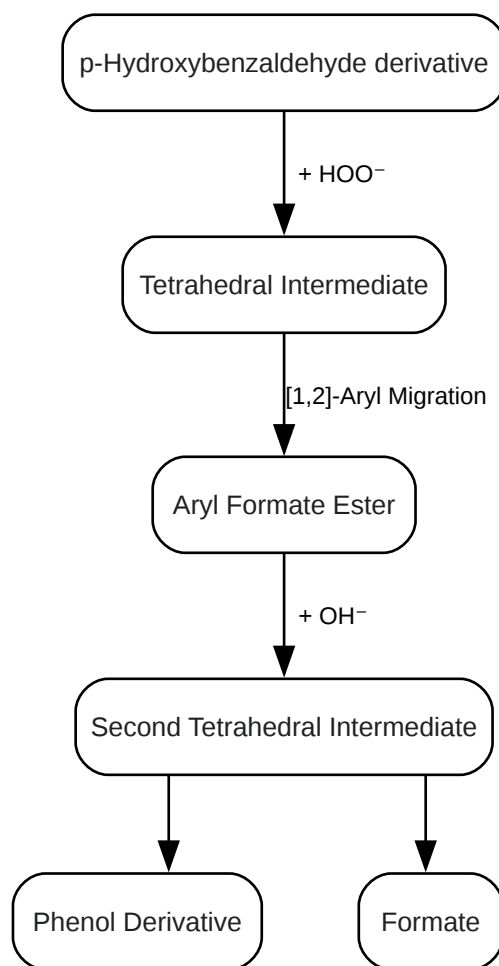 p-Hydroxybenzaldehyde derivative
+ HOO⁻
Tetrahedral Intermediate
[1,2]-Aryl Migration
Aryl Formate Ester
+ OH⁻
Second Tetrahedral Intermediate
Phenol Derivative
Formate